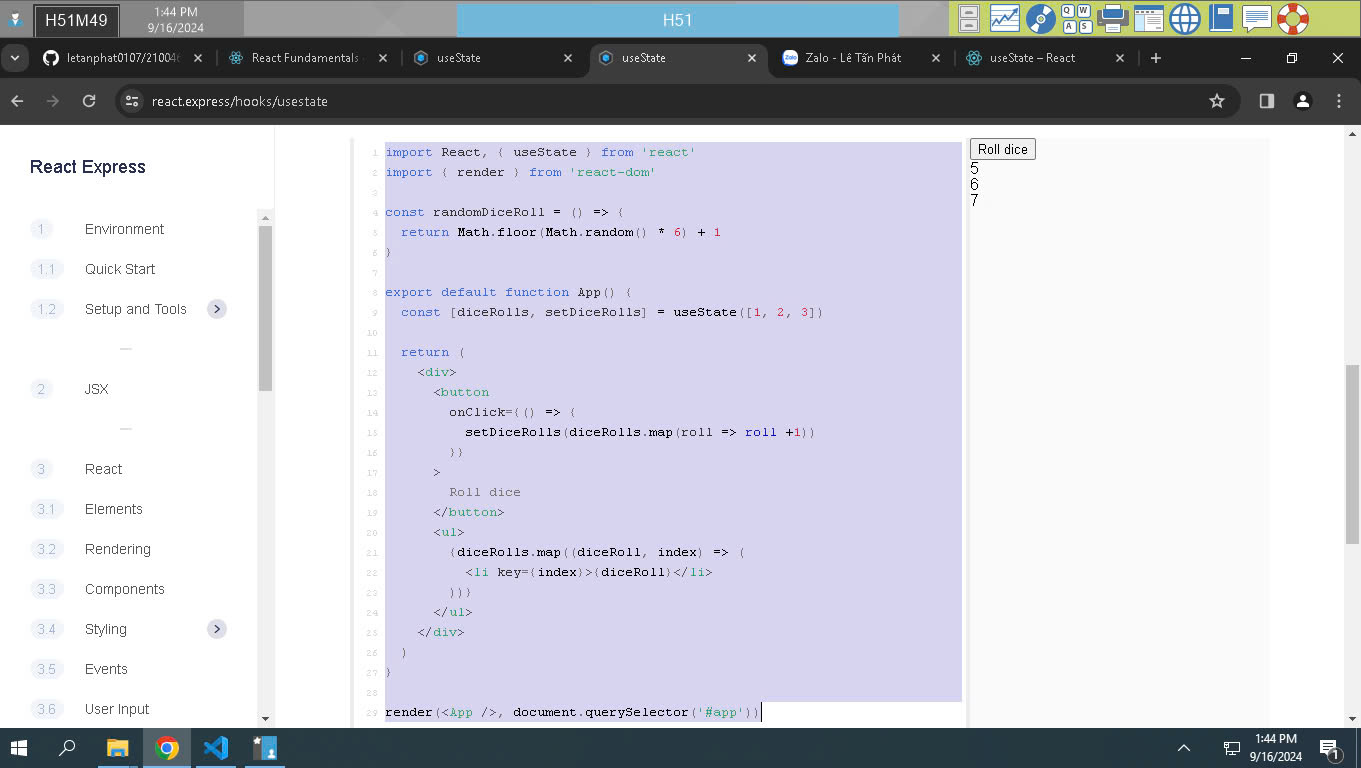 H51M49
1:44 PM
9/16/2024
H51
Q W
A S
letanphat0107/21004
React Fundamentals
useState
useState
Zalo
Zalo - Lê Tấn Phát
useState – React
react.express/hooks/usestate
React Express
1 Environment
1.1 Quick Start
1.2 Setup and Tools
2 JSX
3 React
3.1 Elements
3.2 Rendering
3.3 Components
3.4 Styling
3.5 Events
3.6 User Input
1 import React, { useState } from 'react'
2 import { render } from 'react-dom'
3
4 const randomDiceRoll = () => {
5 return Math.floor(Math.random() * 6) + 1
6 }
7
8 export default function App() {
9 const [diceRolls, setDiceRolls] = useState([1, 2, 3])
10
11 return (
12 <div>
13 <button
14 onClick={() => {
15 setDiceRolls(diceRolls.map(roll => roll +1))
16 }}
17 >
18 Roll dice
19 </button>
20 <ul>
21 {diceRolls.map((diceRoll, index) => (
22 <li key={index}>{diceRoll}</li>
23 ))}
24 </ul>
25 </div>
26 )
27 }
28
29 render(<App />, document.querySelector('#app'))
Roll dice
5
6
7
1:44 PM
9/16/2024
1